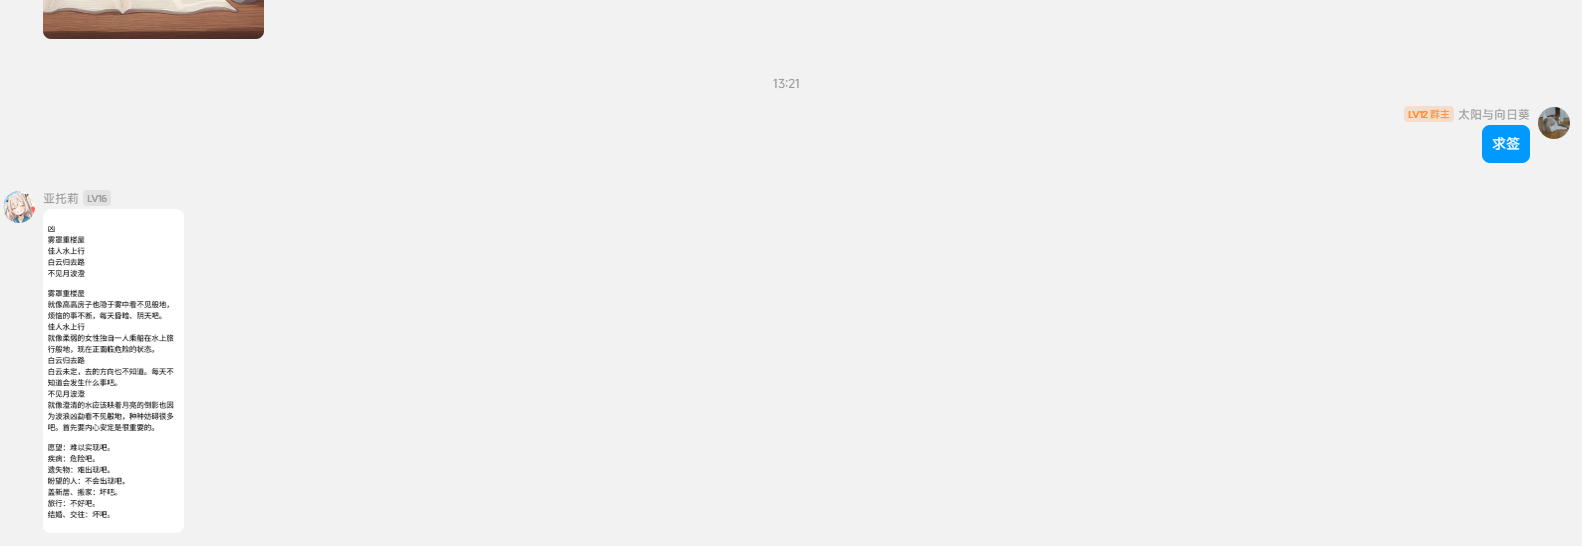 13:21
LV12 群主 太阳与向日葵
求签
亚托莉 LV16
凶
雾罩重楼屋
佳人水上行
白云归去路
不见月波澄
雾罩重楼屋
就像高高房子也隐于雾中看不见般地，
烦恼的事不断，每天昏暗、阴天吧。
佳人水上行
就像柔弱的女性独自一人乘船在水上旅
行般地，现在正面临危险的状态。
白云归去路
白云未定，去的方向也不知道。每天不
知道会发生什么事吧。
不见月波澄
就像澄清的水应该映着月亮的倒影也因
为波浪汹勐看不见般地，种种妨碍很多
吧。首先要内心安定是很重要的。
愿望：难以实现吧。
疾病：危险吧。
遗失物：难出现吧。
盼望的人：不会出现吧。
盖新居、搬家：坏吧。
旅行：不好吧。
结婚、交往：坏吧。